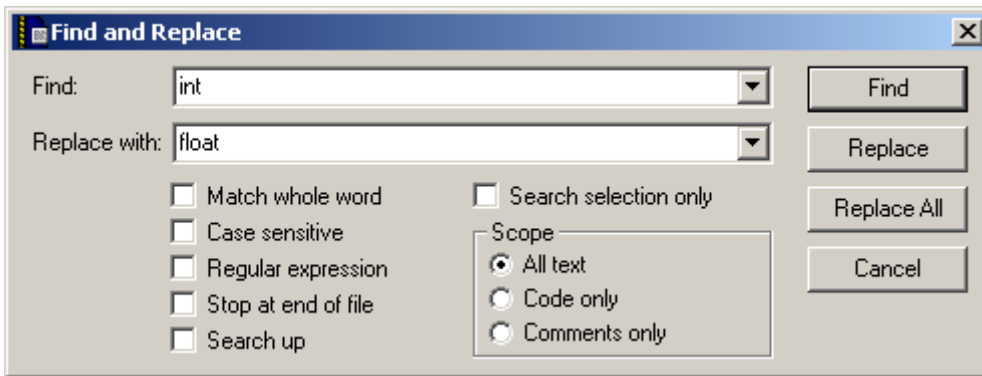 Find and Replace
Find: int
Find
Replace with: float
Replace
Match whole word
Search selection only
Replace All
Case sensitive
Scope
Regular expression
All text
Cancel
Stop at end of file
Code only
Search up
Comments only